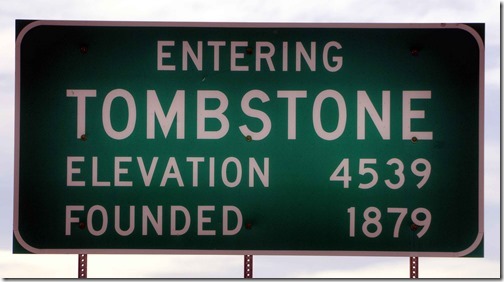 ENTERING
TOMBSTONE
ELEVATION 4539
FOUNDED 1879